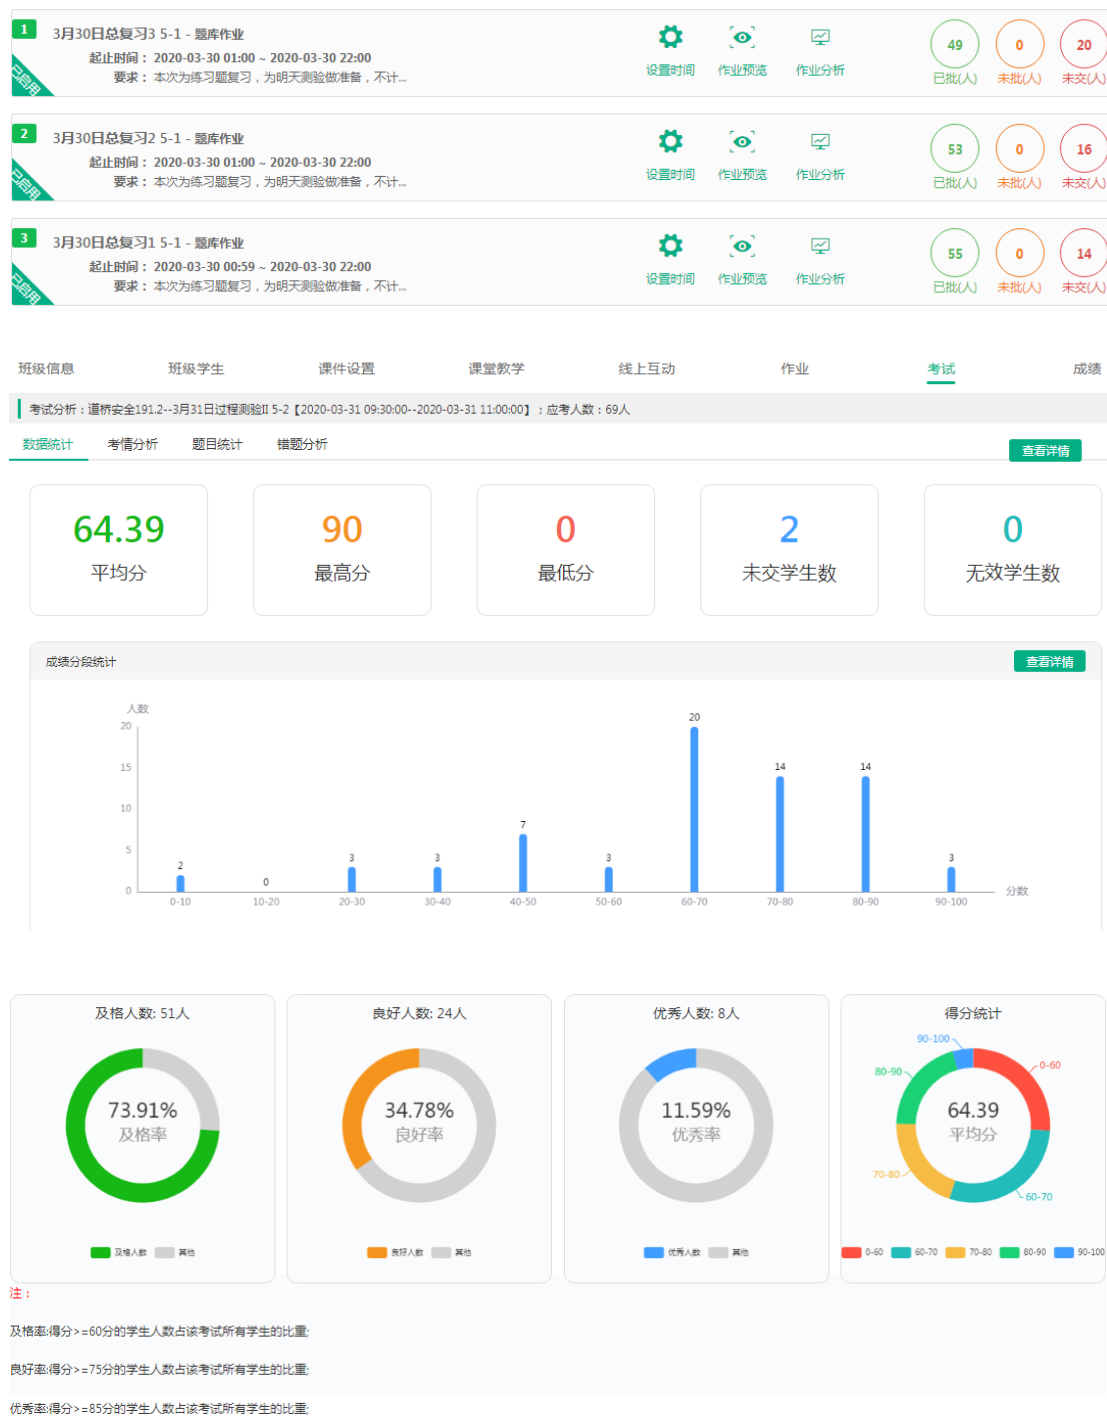 1
3月30日总复习3 5-1 - 题库作业
起止时间： 2020-03-30 01:00 ~ 2020-03-30 22:00
要求： 本次为练习题复习，为明天测验做准备，不计...
已启用
设置时间 作业预览 作业分析
49 0 20
已批(人) 未批(人) 未交(人)
2
3月30日总复习2 5-1 - 题库作业
起止时间： 2020-03-30 01:00 ~ 2020-03-30 22:00
要求： 本次为练习题复习，为明天测验做准备，不计...
已启用
设置时间 作业预览 作业分析
53 0 16
已批(人) 未批(人) 未交(人)
3
3月30日总复习1 5-1 - 题库作业
起止时间： 2020-03-30 00:59 ~ 2020-03-30 22:00
要求： 本次为练习题复习，为明天测验做准备，不计...
已启用
设置时间 作业预览 作业分析
55 0 14
已批(人) 未批(人) 未交(人)
班级信息 班级学生 课件设置 课堂教学 线上互动 作业 考试 成绩
考试分析：道桥安全191.2--3月31日过程测验II 5-2【2020-03-31 09:30:00--2020-03-31 11:00:00】；应考人数：69人
数据统计 考情分析 题目统计 错题分析
查看详情
64.39 90 0 2 0
平均分 最高分 最低分 未交学生数 无效学生数
成绩分段统计 查看详情
人数
20
15
10
5
0
2 0 3 3 7 3 20 14 14 3
0-10 10-20 20-30 30-40 40-50 50-60 60-70 70-80 80-90 90-100
分数
及格人数: 51人
73.91%
及格率
及格人数 其他
良好人数: 24人
34.78%
良好率
良好人数 其他
优秀人数: 8人
11.59%
优秀率
优秀人数 其他
得分统计
90-100
0-60
80-90
64.39
平均分
70-80
60-70
0-60 60-70 70-80 80-90 90-100
注：
及格率:得分>=60分的学生人数占该考试所有学生的比重;
良好率:得分>=75分的学生人数占该考试所有学生的比重;
优秀率:得分>=85分的学生人数占该考试所有学生的比重;